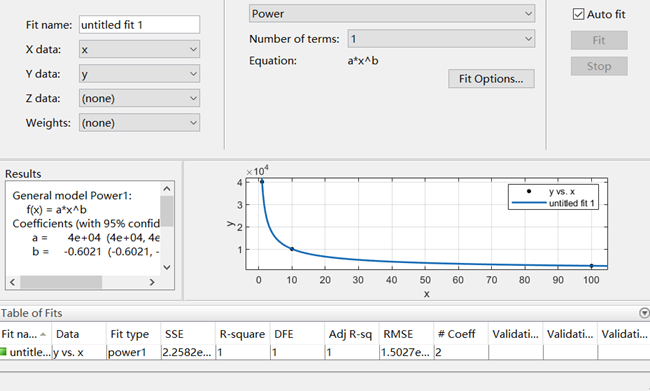 Fit name: untitled fit 1
X data: x
Y data: y
Z data: (none)
Weights: (none)
Power
Number of terms: 1
Equation: a*x^b
Fit Options...
Auto fit
Fit
Stop
Results
General model Power1:
f(x) = a*x^b
Coefficients (with 95% confid
a = 4e+04 (4e+04, 4e
b = -0.6021 (-0.6021, -
×10^4
4
3
2
1
y
0 10 20 30 40 50 60 70 80 90 100
x
y vs. x
untitled fit 1
Table of Fits
Fit na... Data Fit type SSE R-square DFE Adj R-sq RMSE # Coeff Validati... Validati... Validati...
untitle... y vs. x power1 2.2582e... 1 1 1 1.5027e... 2